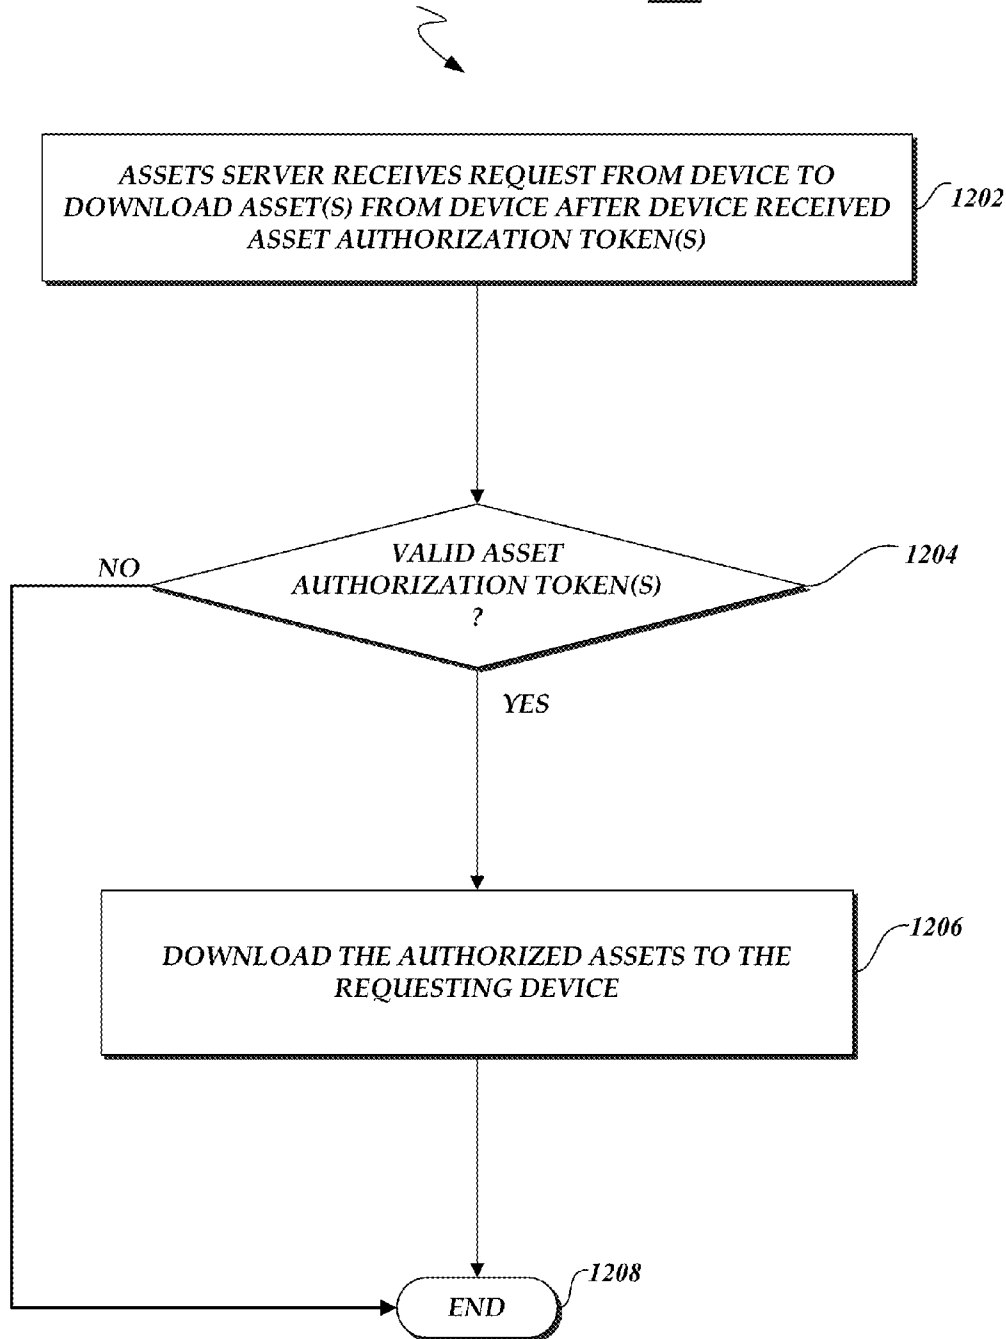 ASSETS SERVER RECEIVES REQUEST FROM DEVICE TO
DOWNLOAD ASSET(S) FROM DEVICE AFTER DEVICE RECEIVED
ASSET AUTHORIZATION TOKEN(S)
1202
VALID ASSET
AUTHORIZATION TOKEN(S)
?
1204
NO
YES
DOWNLOAD THE AUTHORIZED ASSETS TO THE
REQUESTING DEVICE
1206
END
1208